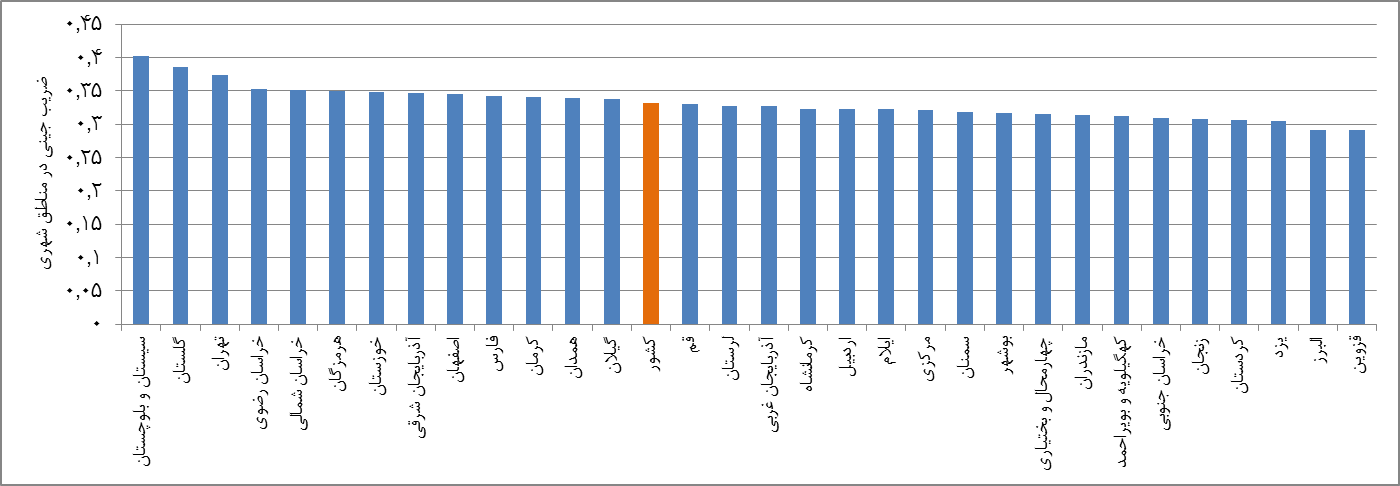 ضریب جینی در مناطق شهری
۰,۴۵
۰,۴
۰,۳۵
۰,۳
۰,۲۵
۰,۲
۰,۱۵
۰,۱
۰,۰۵
۰
سیستان و بلوچستان
گلستان
تهران
خراسان رضوی
خراسان شمالی
هرمزگان
خوزستان
آذربایجان شرقی
اصفهان
فارس
کرمان
همدان
گیلان
کشور
قم
لرستان
آذربایجان غربی
کرمانشاه
اردبیل
ایلام
مرکزی
سمنان
بوشهر
چهارمحال و بختیاری
مازندران
کهگیلویه و بویراحمد
خراسان جنوبی
زنجان
کردستان
یزد
البرز
قزوین